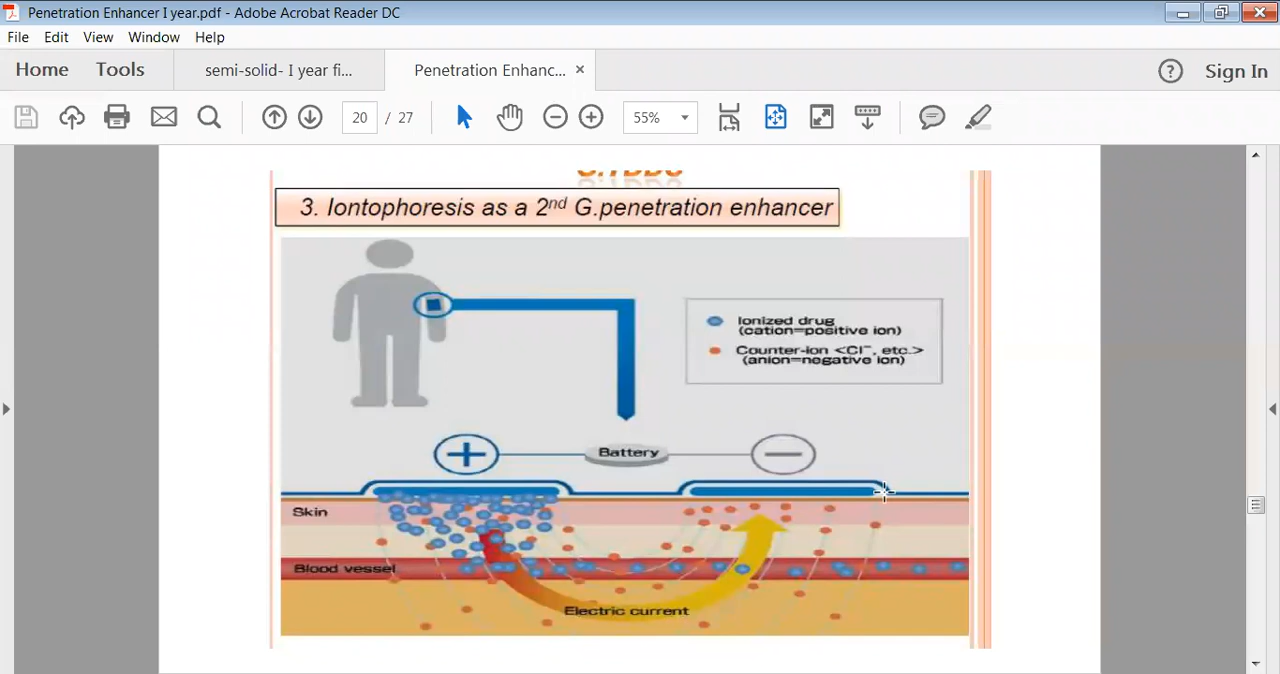 Penetration Enhancer I year.pdf - Adobe Acrobat Reader DC
File Edit View Window Help
Home Tools semi-solid- I year fi... Penetration Enhanc... × ? Sign In
20 / 27 55%
3. Iontophoresis as a 2nd G.penetration enhancer
Ionized drug
(cation=positive ion)
Counter-ion <Cl⁻, etc.>
(anion=negative ion)
+ Battery −
Skin
Blood vessel
Electric current